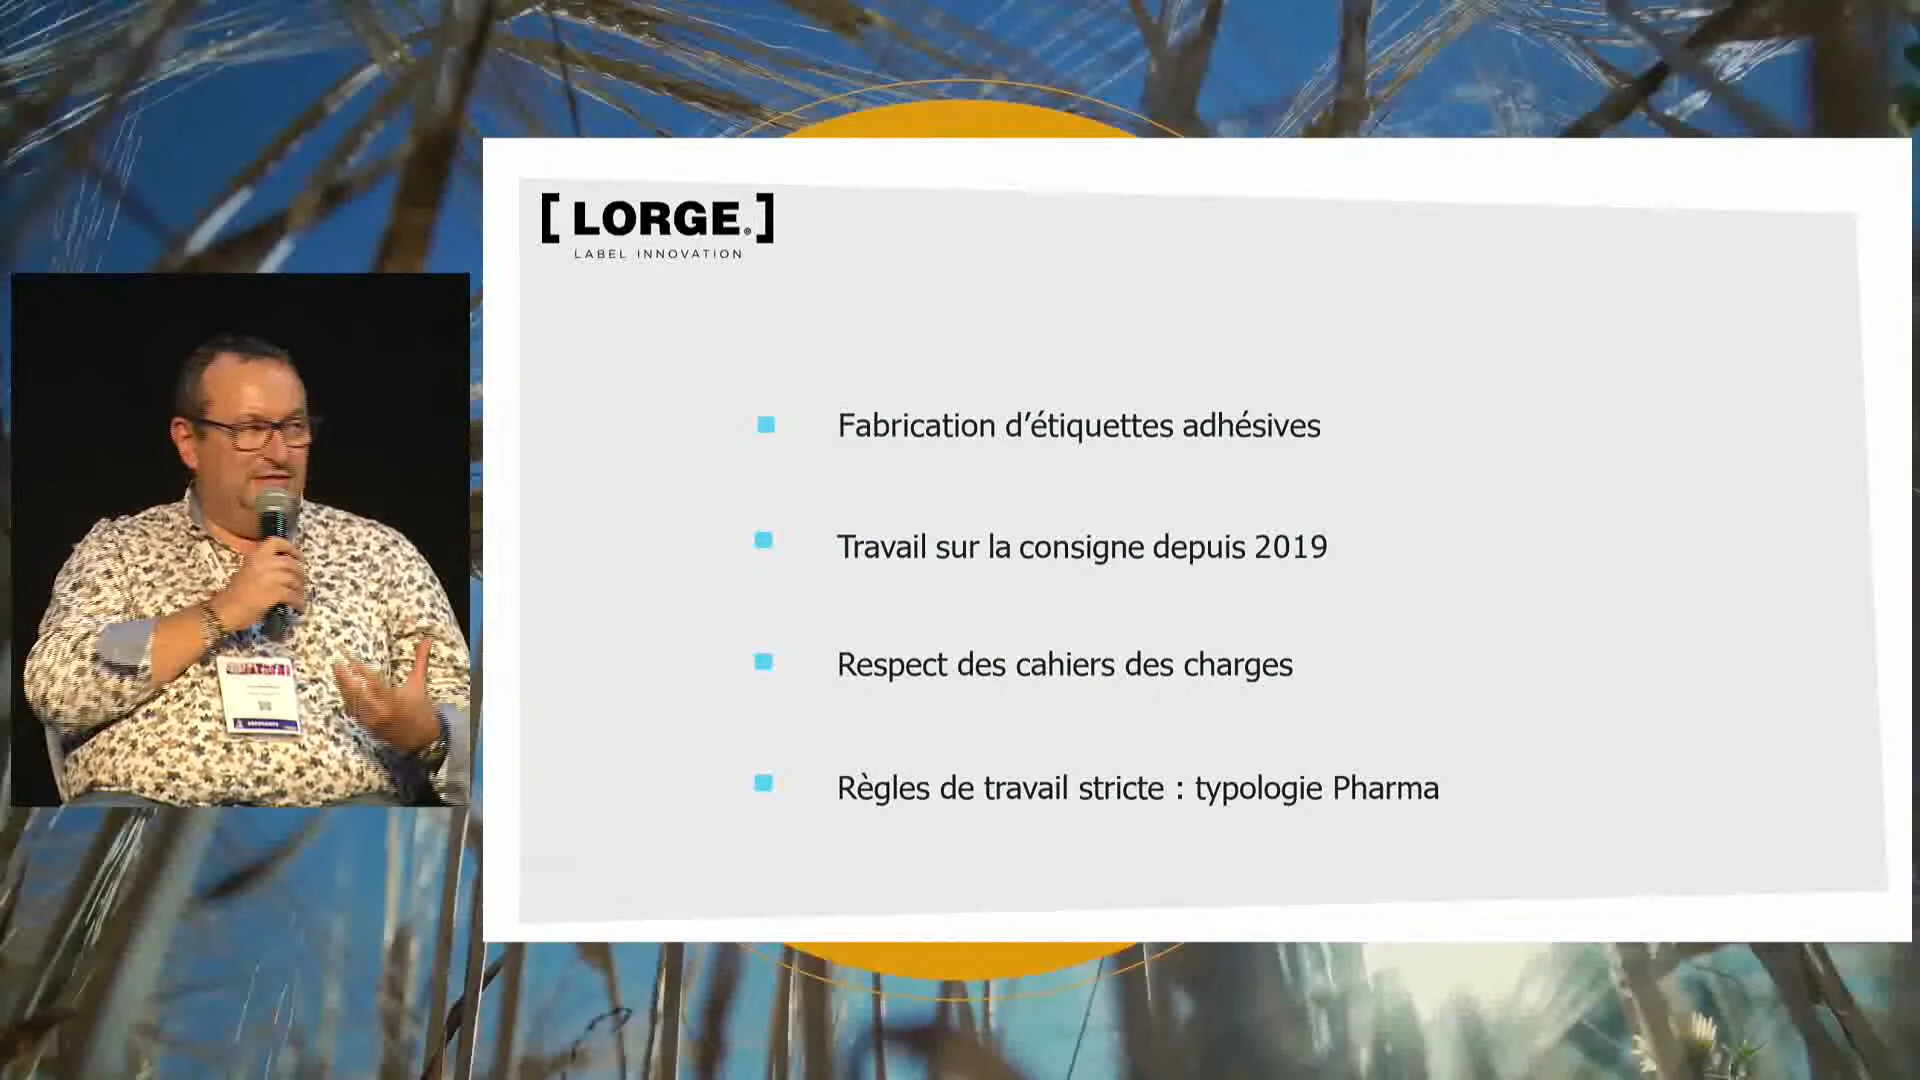 [ LORGE.® ]
LABEL INNOVATION
Fabrication d’étiquettes adhésives
Travail sur la consigne depuis 2019
Respect des cahiers des charges
Règles de travail stricte : typologie Pharma